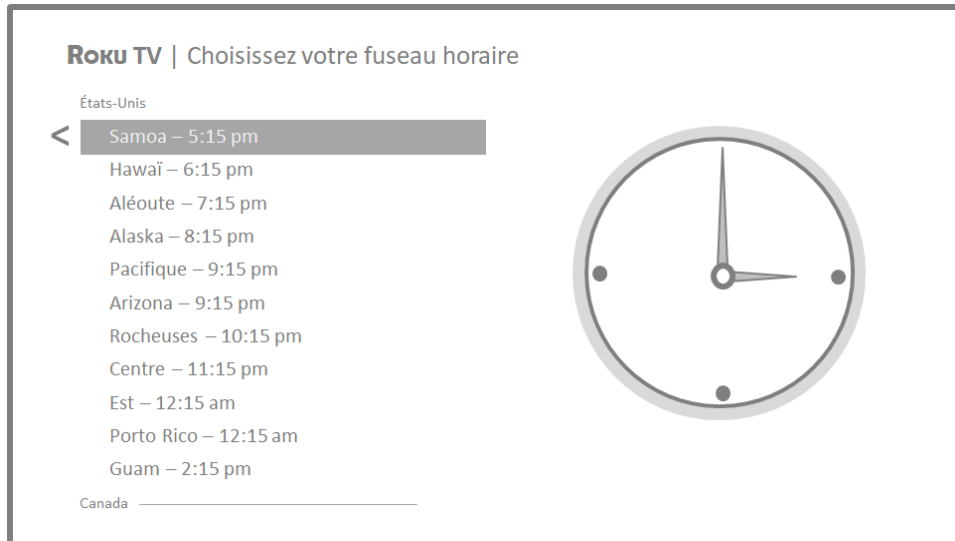 ROKU TV | Choisissez votre fuseau horaire
États-Unis
< Samoa – 5:15 pm
Hawaï – 6:15 pm
Aléoute – 7:15 pm
Alaska – 8:15 pm
Pacifique – 9:15 pm
Arizona – 9:15 pm
Rocheuses – 10:15 pm
Centre – 11:15 pm
Est – 12:15 am
Porto Rico – 12:15 am
Guam – 2:15 pm
Canada